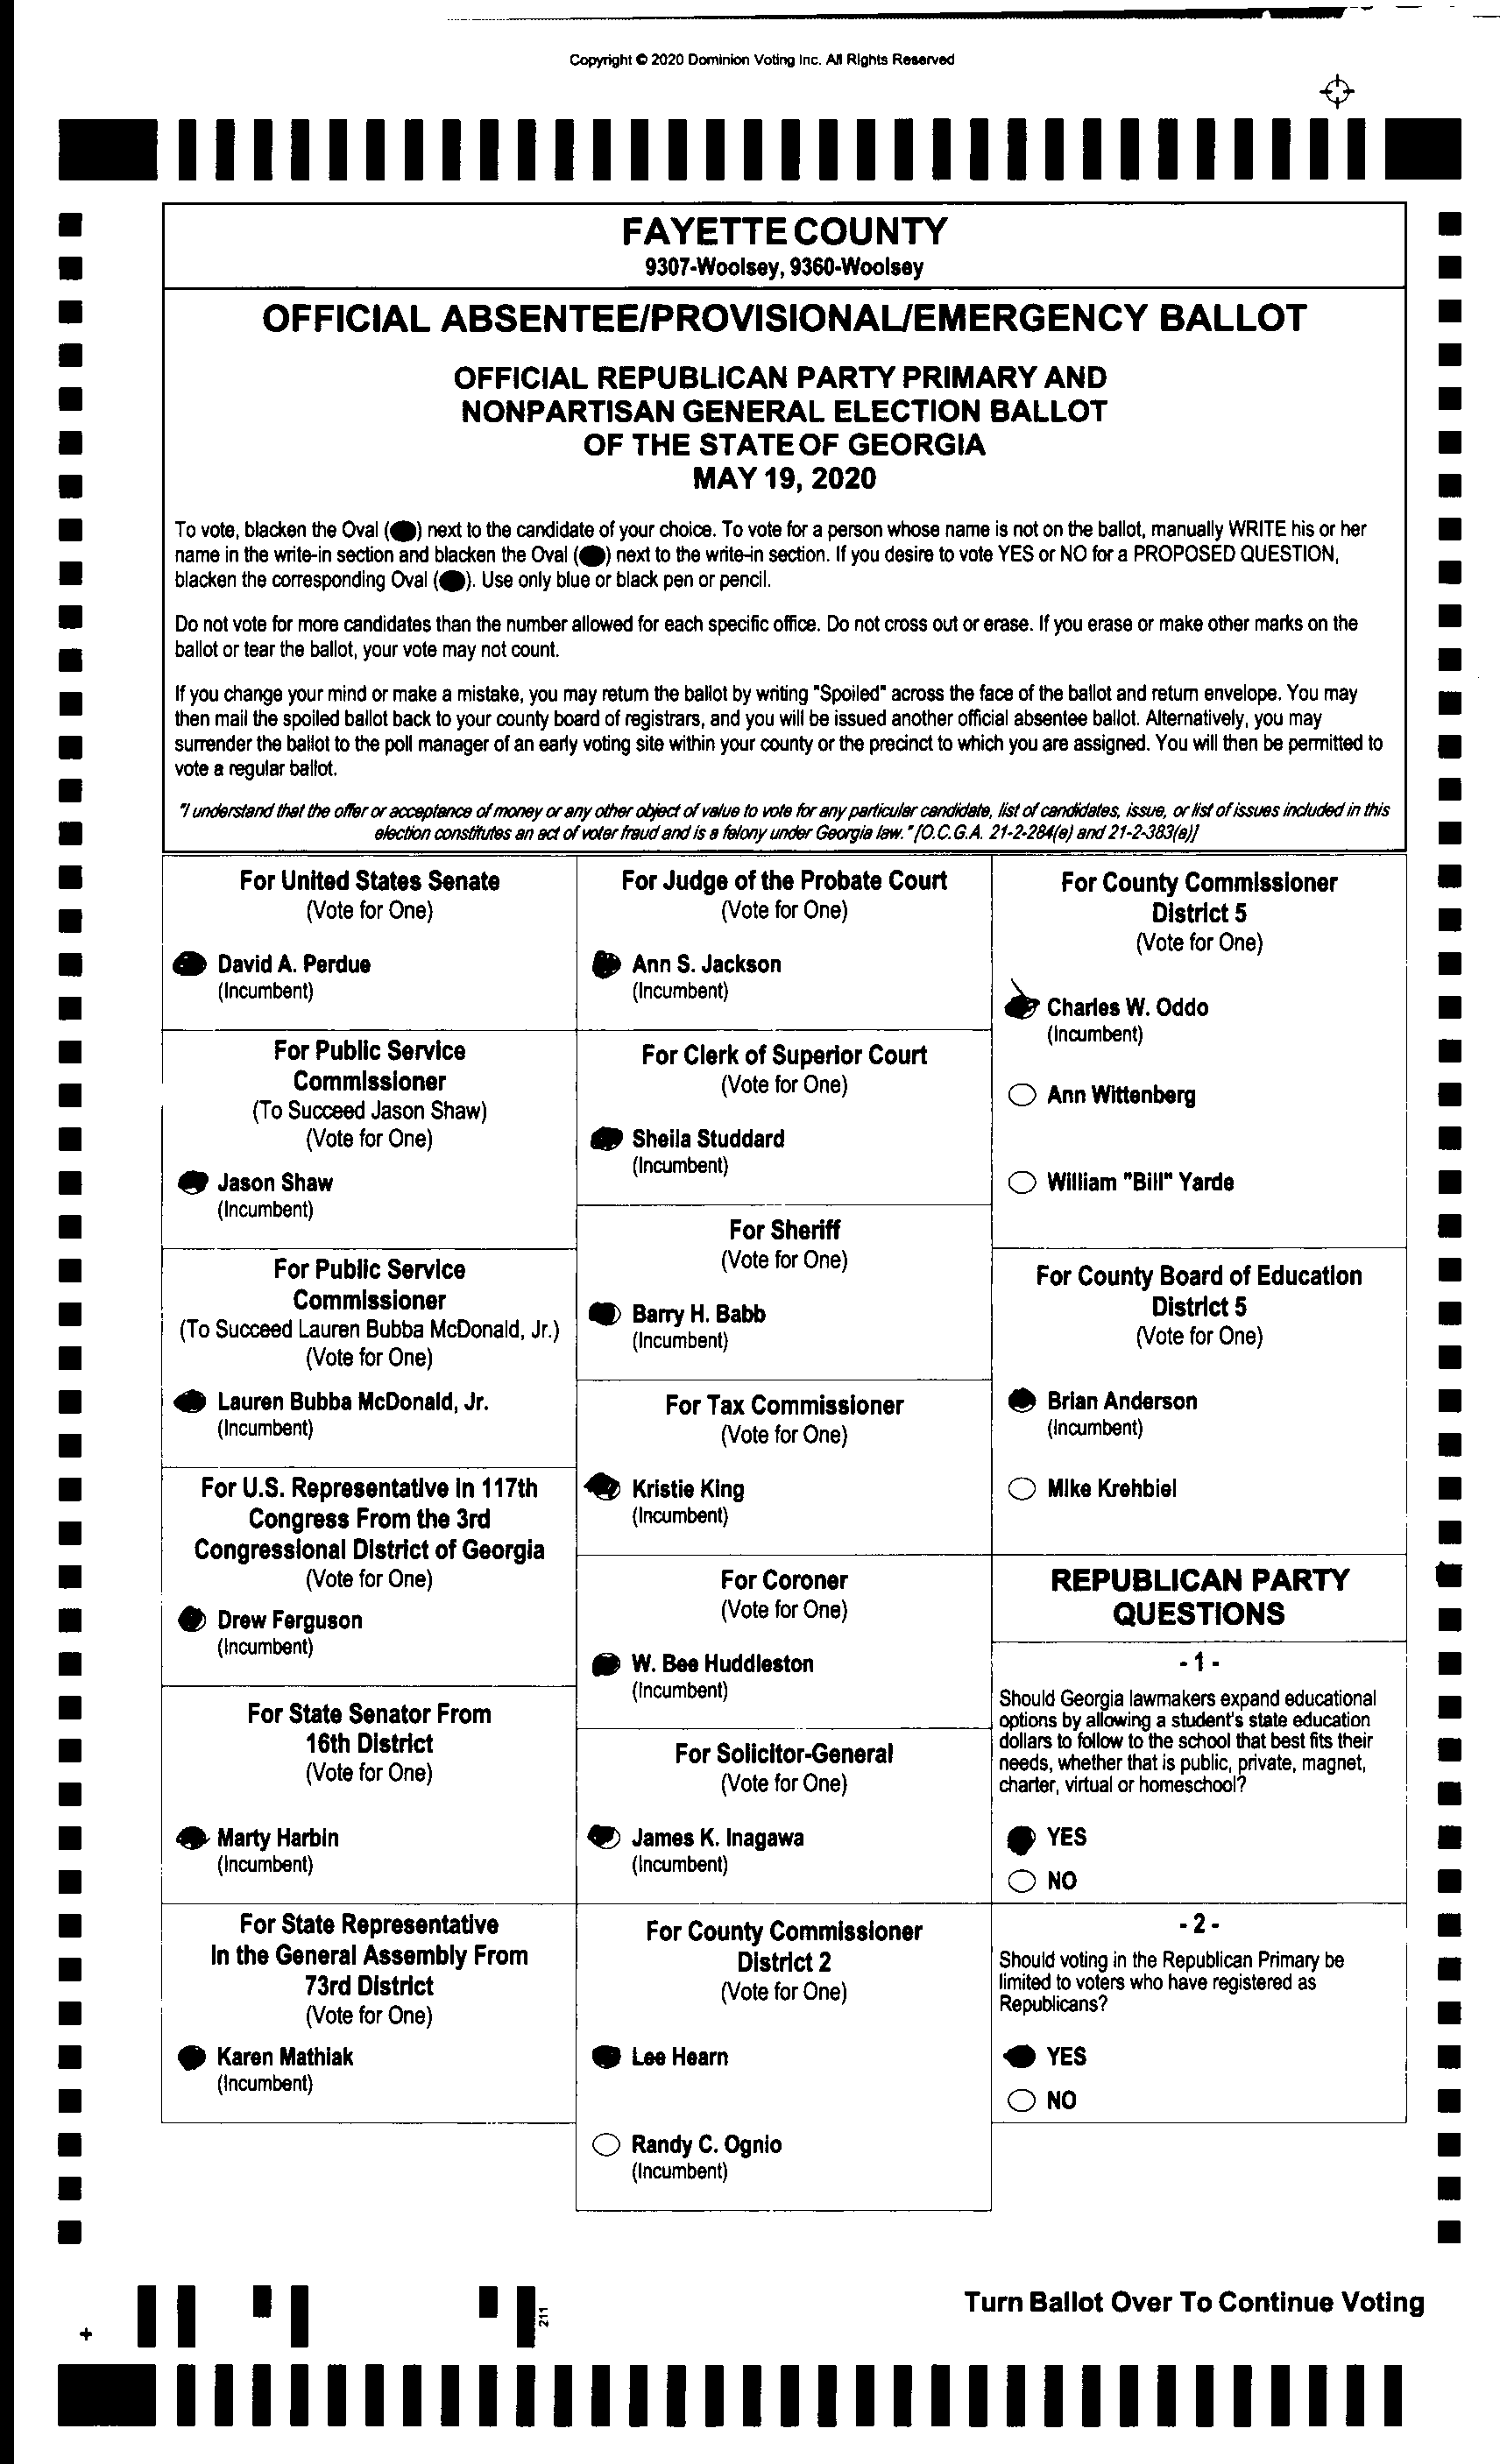 Copyright © 2020 Dominion Voting Inc. All Rights Reserved
FAYETTE COUNTY
9307-Woolsey, 9360-Woolsey
OFFICIAL ABSENTEE/PROVISIONAL/EMERGENCY BALLOT
OFFICIAL REPUBLICAN PARTY PRIMARY AND
NONPARTISAN GENERAL ELECTION BALLOT
OF THE STATE OF GEORGIA
MAY 19, 2020
To vote, blacken the Oval ( ) next to the candidate of your choice. To vote for a person whose name is not on the ballot, manually WRITE his or her
name in the write-in section and blacken the Oval ( ) next to the write-in section. If you desire to vote YES or NO for a PROPOSED QUESTION,
blacken the corresponding Oval ( ). Use only blue or black pen or pencil.
Do not vote for more candidates than the number allowed for each specific office. Do not cross out or erase. If you erase or make other marks on the
ballot or tear the ballot, your vote may not count.
If you change your mind or make a mistake, you may return the ballot by writing "Spoiled" across the face of the ballot and return envelope. You may
then mail the spoiled ballot back to your county board of registrars, and you will be issued another official absentee ballot. Alternatively, you may
surrender the ballot to the poll manager of an early voting site within your county or the precinct to which you are assigned. You will then be permitted to
vote a regular ballot.
"I understand that the offer or acceptance of money or any other object of value to vote for any particular candidate, list of candidates, issue, or list of issues included in this
election constitutes an act of voter fraud and is a felony under Georgia law." [O.C.G.A. 21-2-284(e) and 21-2-383(a)]
For United States Senate
(Vote for One)
David A. Perdue
(Incumbent)
For Public Service
Commissioner
(To Succeed Jason Shaw)
(Vote for One)
Jason Shaw
(Incumbent)
For Public Service
Commissioner
(To Succeed Lauren Bubba McDonald, Jr.)
(Vote for One)
Lauren Bubba McDonald, Jr.
(Incumbent)
For U.S. Representative in 117th
Congress From the 3rd
Congressional District of Georgia
(Vote for One)
Drew Ferguson
(Incumbent)
For State Senator From
16th District
(Vote for One)
Marty Harbin
(Incumbent)
For State Representative
In the General Assembly From
73rd District
(Vote for One)
Karen Mathiak
(Incumbent)
For Judge of the Probate Court
(Vote for One)
Ann S. Jackson
(Incumbent)
For Clerk of Superior Court
(Vote for One)
Sheila Studdard
(Incumbent)
For Sheriff
(Vote for One)
Barry H. Babb
(Incumbent)
For Tax Commissioner
(Vote for One)
Kristie King
(Incumbent)
For Coroner
(Vote for One)
W. Bee Huddleston
(Incumbent)
For Solicitor-General
(Vote for One)
James K. Inagawa
(Incumbent)
For County Commissioner
District 2
(Vote for One)
Lee Hearn
Randy C. Ognio
(Incumbent)
For County Commissioner
District 5
(Vote for One)
Charles W. Oddo
(Incumbent)
Ann Wittenberg
William "Bill" Yarde
For County Board of Education
District 5
(Vote for One)
Brian Anderson
(Incumbent)
Mike Krehbiel
REPUBLICAN PARTY
QUESTIONS
- 1 -
Should Georgia lawmakers expand educational
options by allowing a student's state education
dollars to follow to the school that best fits their
needs, whether that is public, private, magnet,
charter, virtual or homeschool?
YES
NO
- 2 -
Should voting in the Republican Primary be
limited to voters who have registered as
Republicans?
YES
NO
Turn Ballot Over To Continue Voting
211